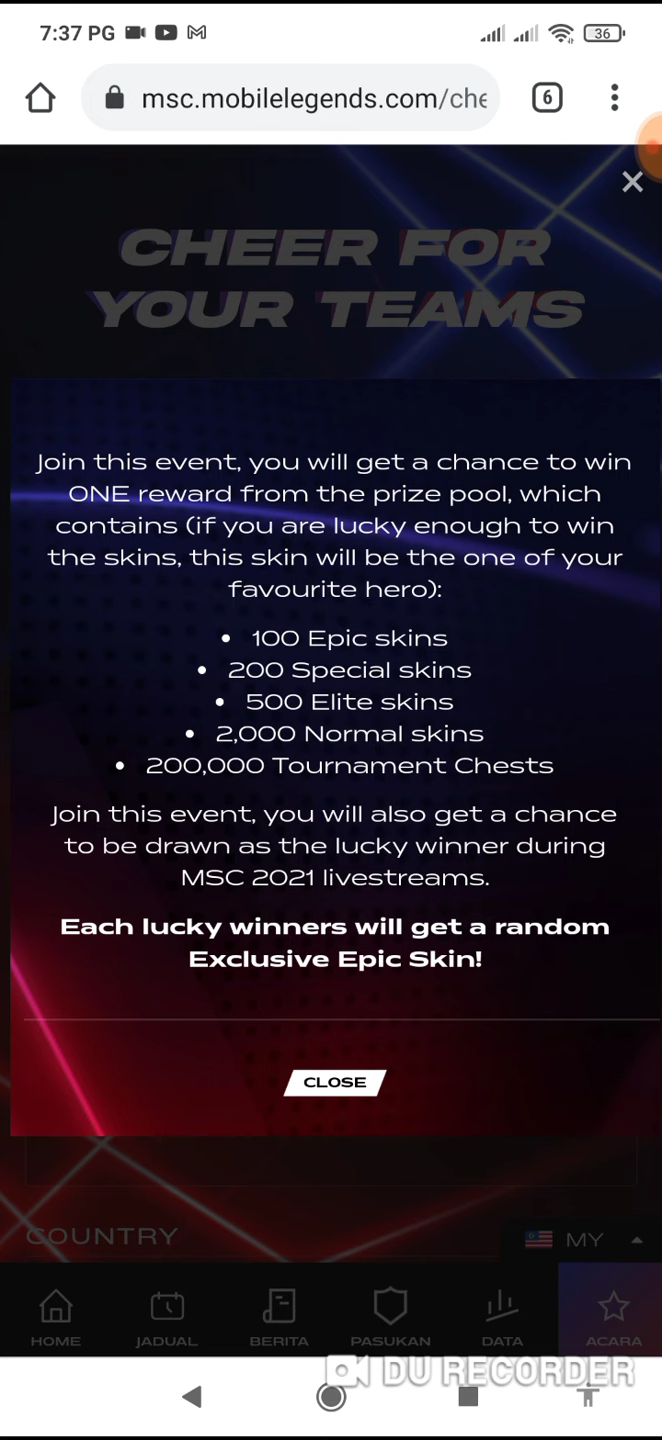 7:37 PG
36
msc.mobilelegends.com/che
6
CHEER FOR
YOUR TEAMS
Join this event, you will get a chance to win
ONE reward from the prize pool, which
contains (if you are lucky enough to win
the skins, this skin will be the one of your
favourite hero):
• 100 Epic skins
• 200 Special skins
• 500 Elite skins
• 2,000 Normal skins
• 200,000 Tournament Chests
Join this event, you will also get a chance
to be drawn as the lucky winner during
MSC 2021 livestreams.
Each lucky winners will get a random
Exclusive Epic Skin!
CLOSE
COUNTRY
MY
HOME JADUAL BERITA PASUKAN DATA ACARA
DU RECORDER